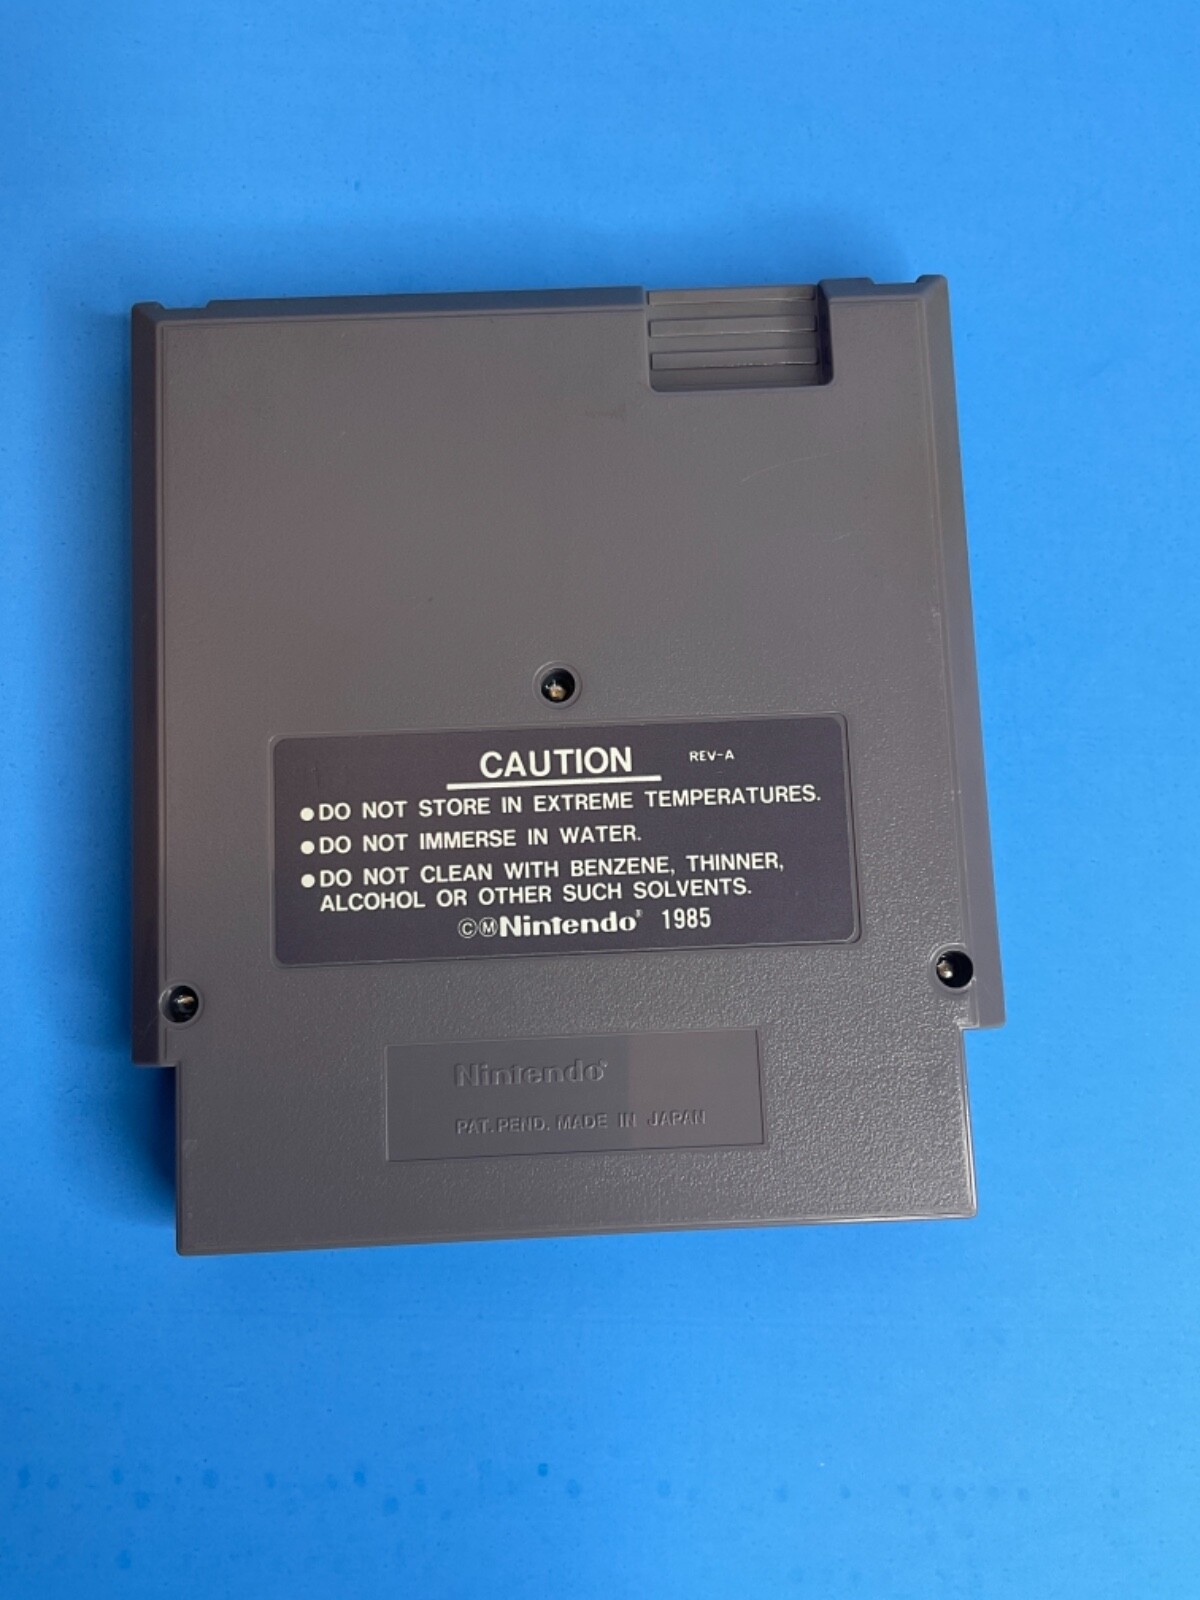 CAUTION REV-A
●DO NOT STORE IN EXTREME TEMPERATURES.
●DO NOT IMMERSE IN WATER.
●DO NOT CLEAN WITH BENZENE, THINNER,
ALCOHOL OR OTHER SUCH SOLVENTS.
©ⓂNintendo® 1985
Nintendo®
PAT. PEND. MADE IN JAPAN